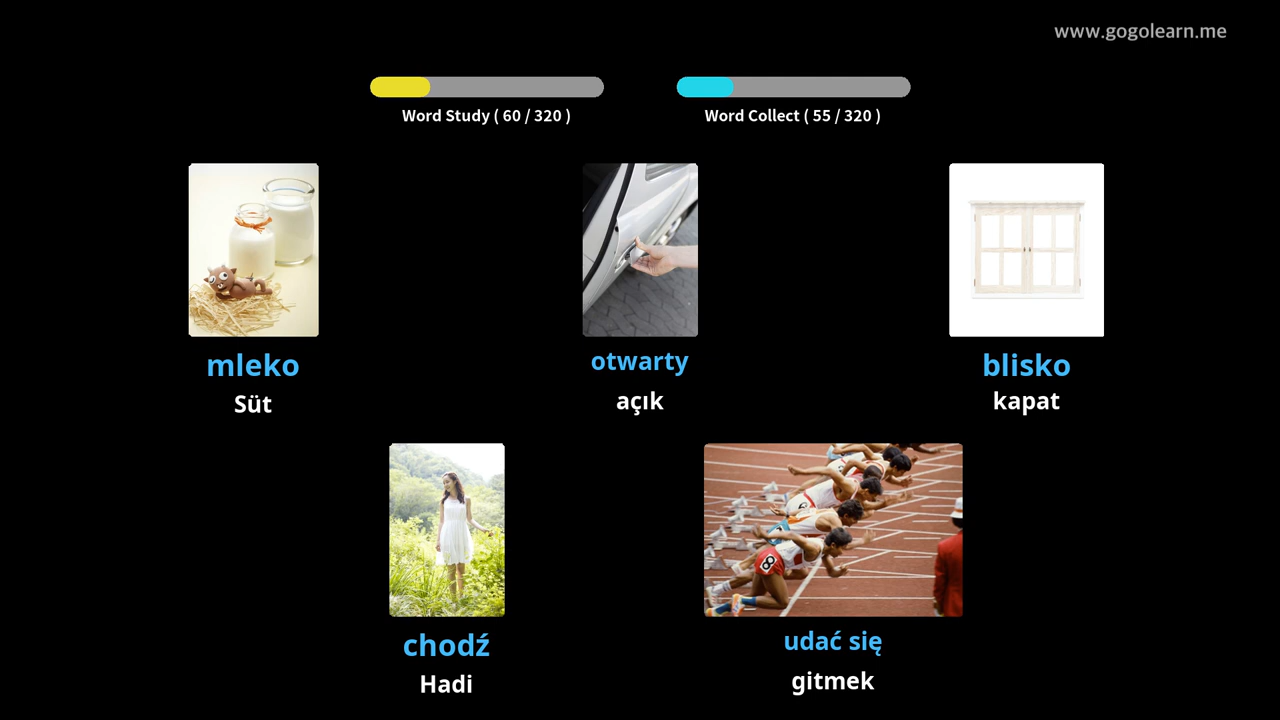 www.gogolearn.me
Word Study ( 60 / 320 )
Word Collect ( 55 / 320 )
mleko
Süt
otwarty
açık
blisko
kapat
chodź
Hadi
udać się
gitmek